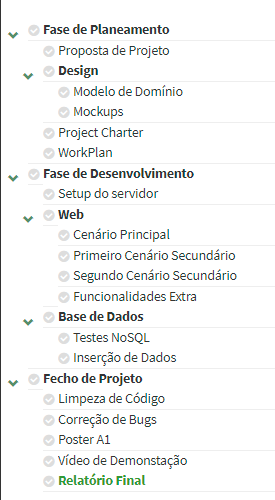 Fase de Planeamento
Proposta de Projeto
Design
Modelo de Domínio
Mockups
Project Charter
WorkPlan
Fase de Desenvolvimento
Setup do servidor
Web
Cenário Principal
Primeiro Cenário Secundário
Segundo Cenário Secundário
Funcionalidades Extra
Base de Dados
Testes NoSQL
Inserção de Dados
Fecho de Projeto
Limpeza de Código
Correção de Bugs
Poster A1
Vídeo de Demonstação
Relatório Final